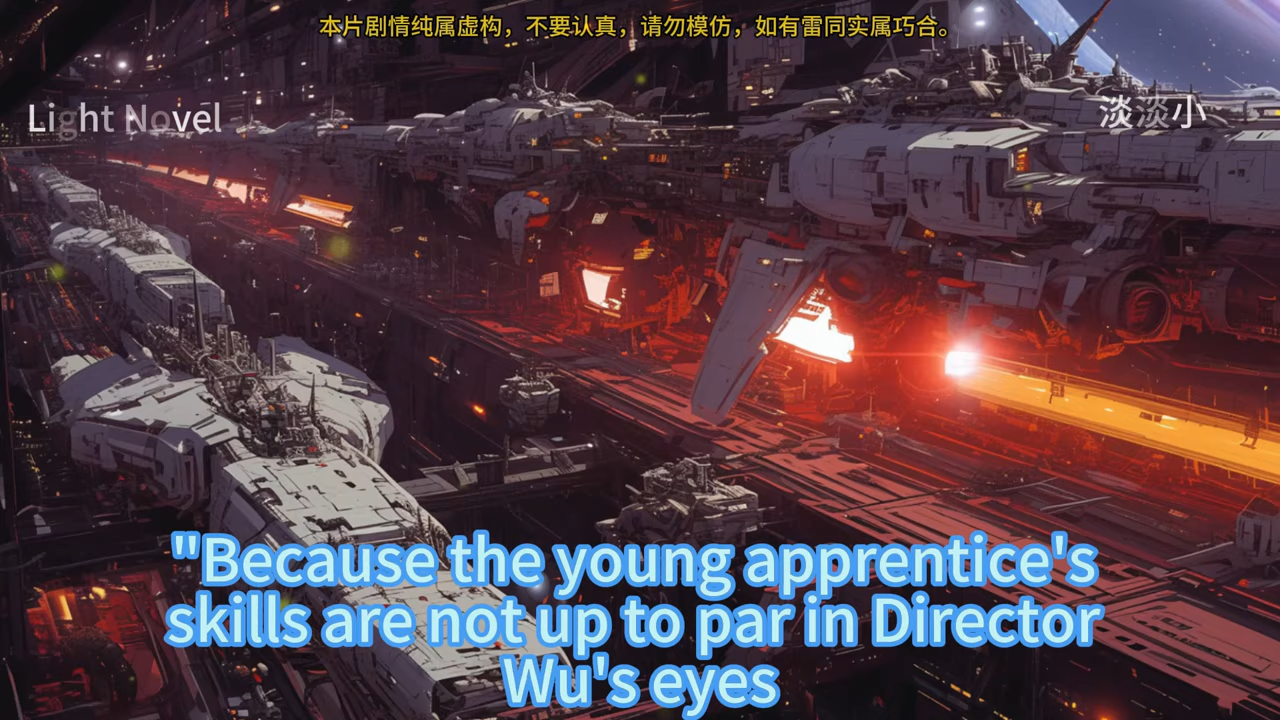 本片剧情纯属虚构，不要认真，请勿模仿，如有雷同实属巧合。
Light Novel
淡淡小
"Because the young apprentice's
skills are not up to par in Director
Wu's eyes